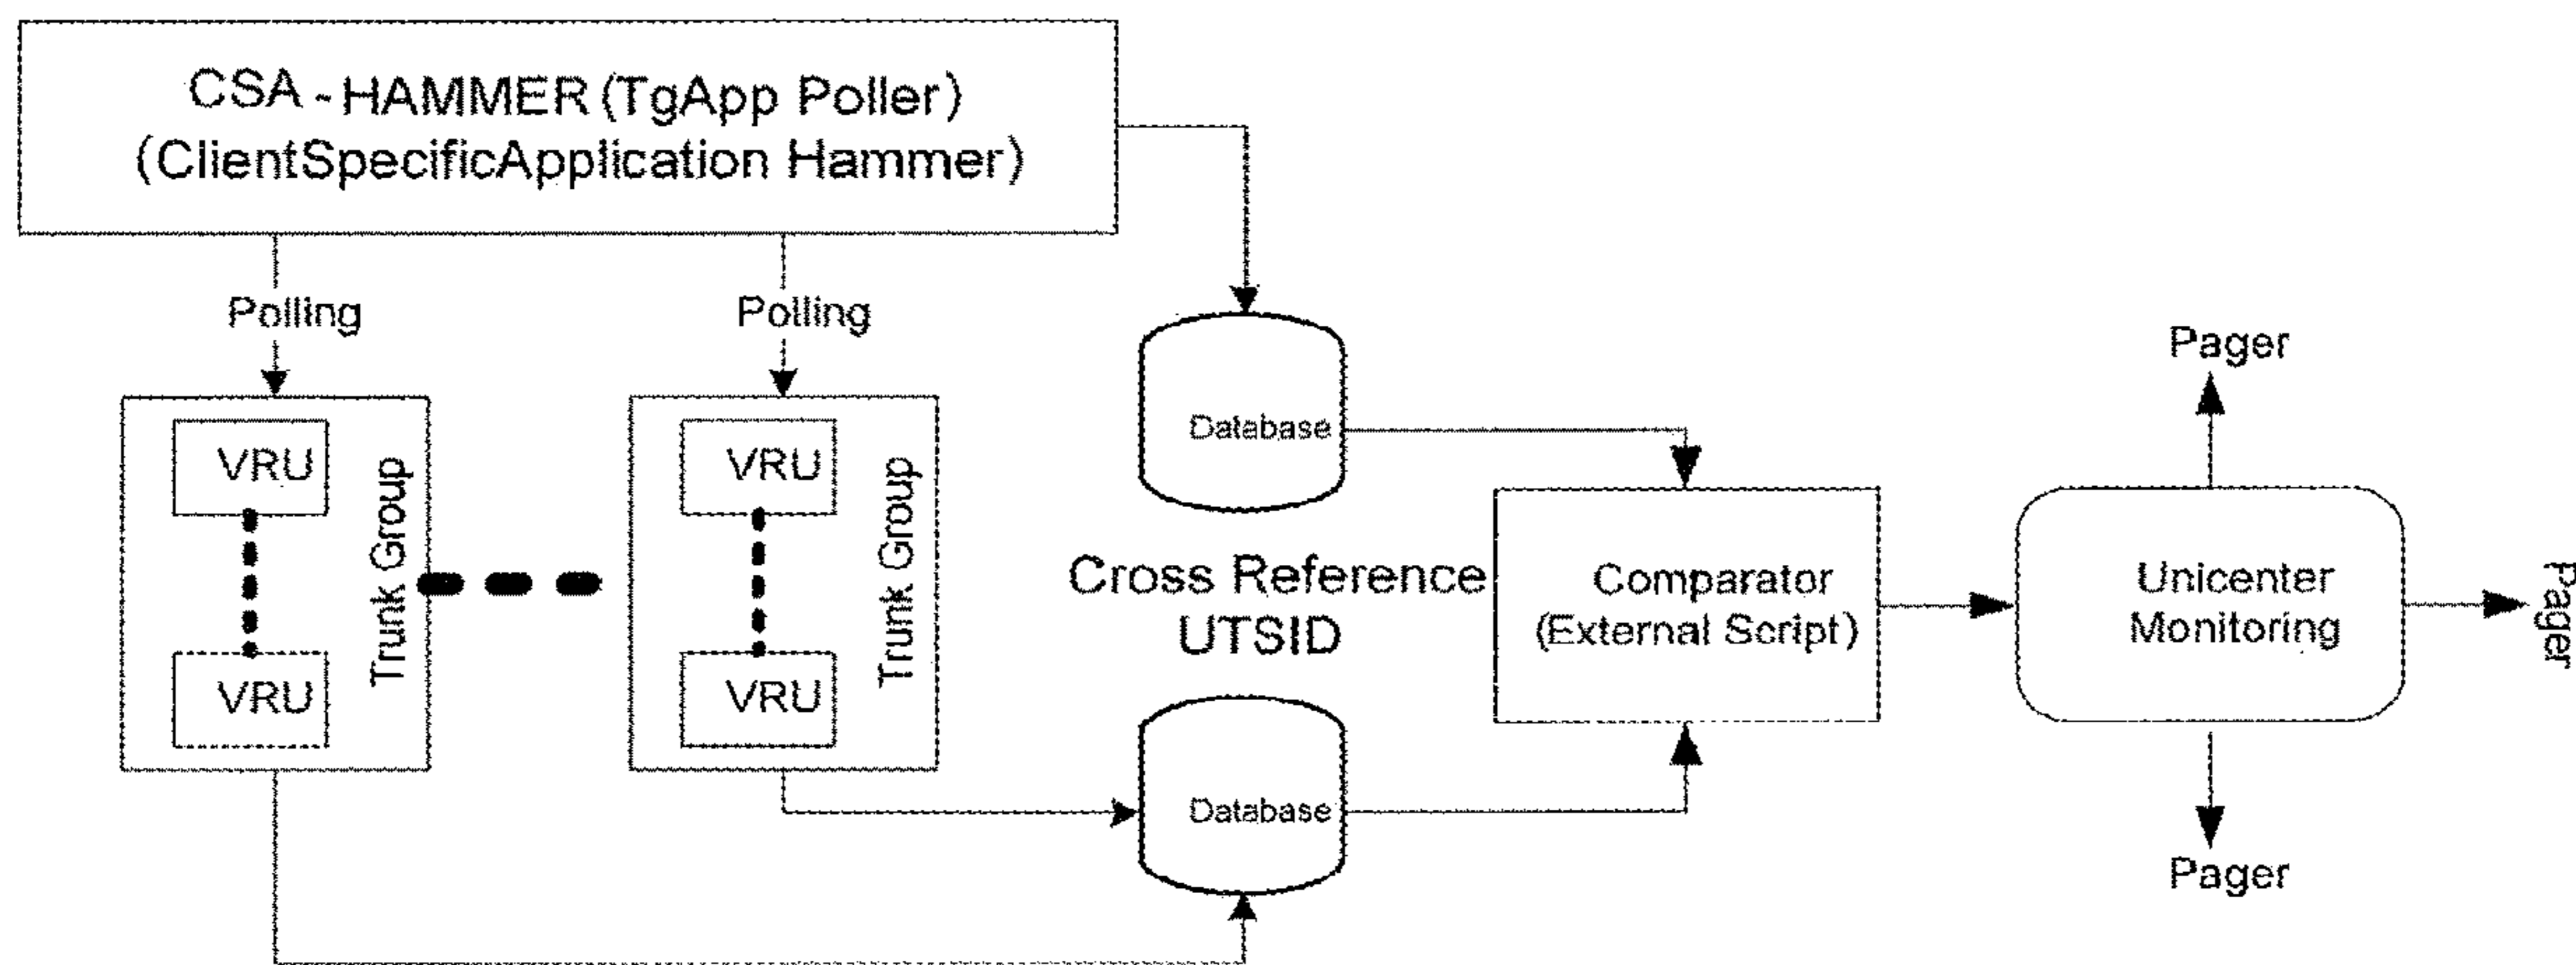 CSA - HAMMER (TgApp Poller)
(ClientSpecificApplication Hammer)
Polling
Polling
VRU
VRU
Trunk Group
VRU
VRU
Trunk Group
Database
Cross Reference
UTSID
Database
Comparator
(External Script)
Unicenter
Monitoring
Pager
Pager
Pager